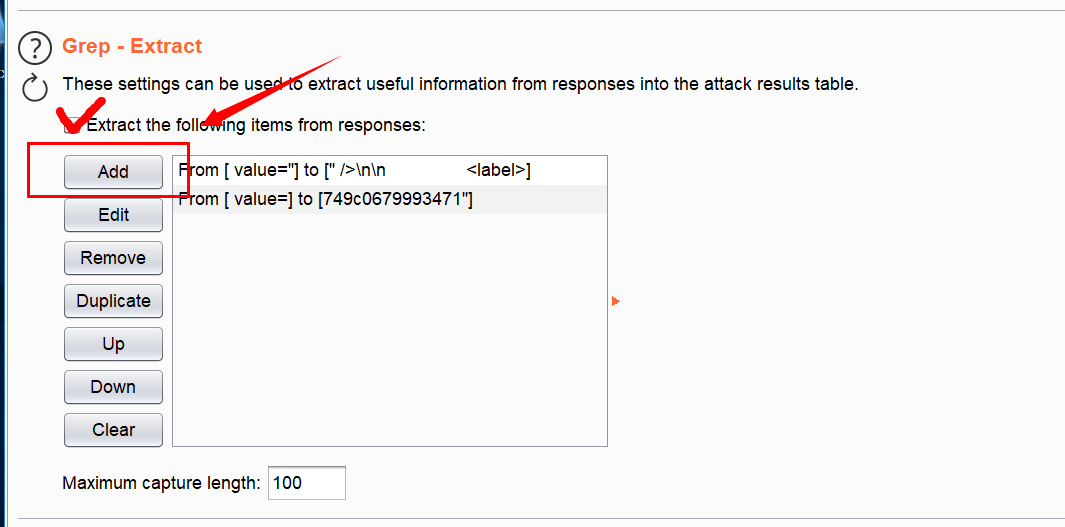 Grep - Extract
These settings can be used to extract useful information from responses into the attack results table.
Extract the following items from responses:
Add
From [ value="] to [" />\n\n <label>]
From [ value=] to [749c0679993471"]
Edit
Remove
Duplicate
Up
Down
Clear
Maximum capture length: 100